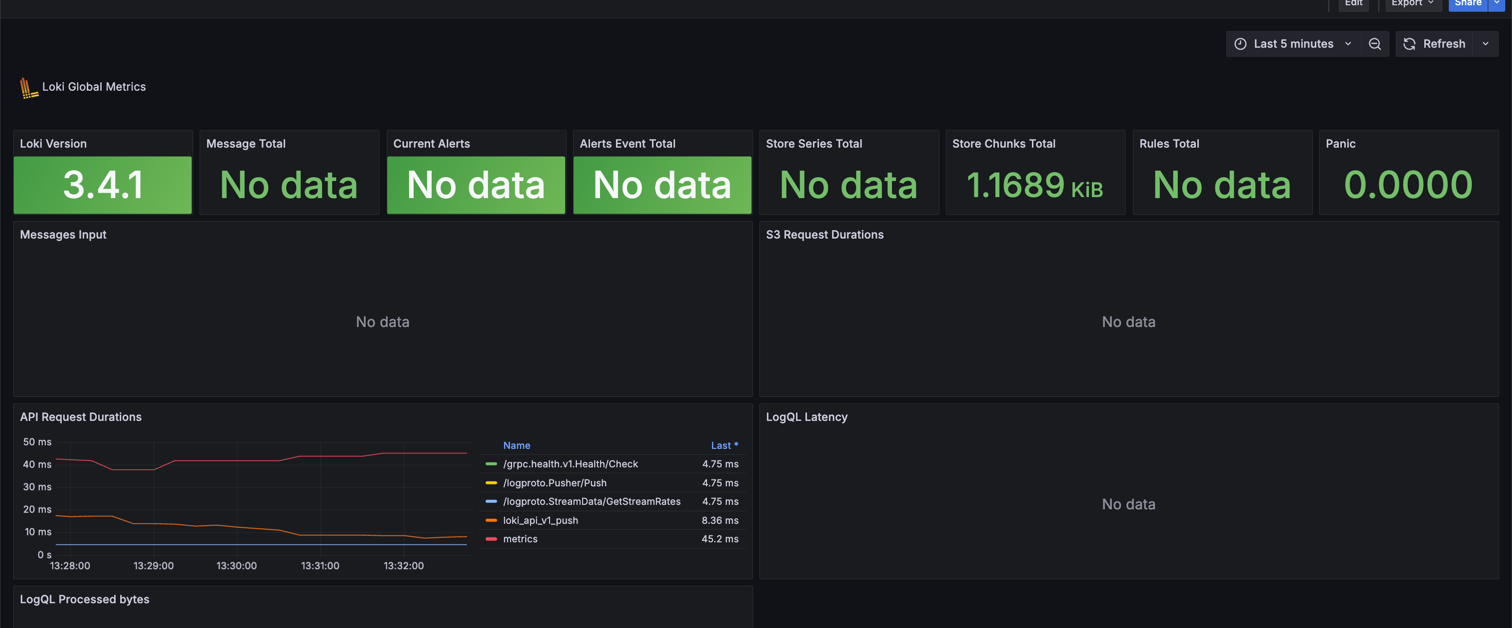 Edit Export Share
Last 5 minutes Refresh
Loki Global Metrics
Loki Version Message Total Current Alerts Alerts Event Total Store Series Total Store Chunks Total Rules Total Panic
3.4.1 No data No data No data No data 1.1689 KiB No data 0.0000
Messages Input S3 Request Durations
No data No data
API Request Durations LogQL Latency
50 ms
40 ms
30 ms
20 ms
10 ms
0 s
13:28:00 13:29:00 13:30:00 13:31:00 13:32:00
Name Last *
/grpc.health.v1.Health/Check 4.75 ms
/logproto.Pusher/Push 4.75 ms
/logproto.StreamData/GetStreamRates 4.75 ms
loki_api_v1_push 8.36 ms
metrics 45.2 ms
No data
LogQL Processed bytes